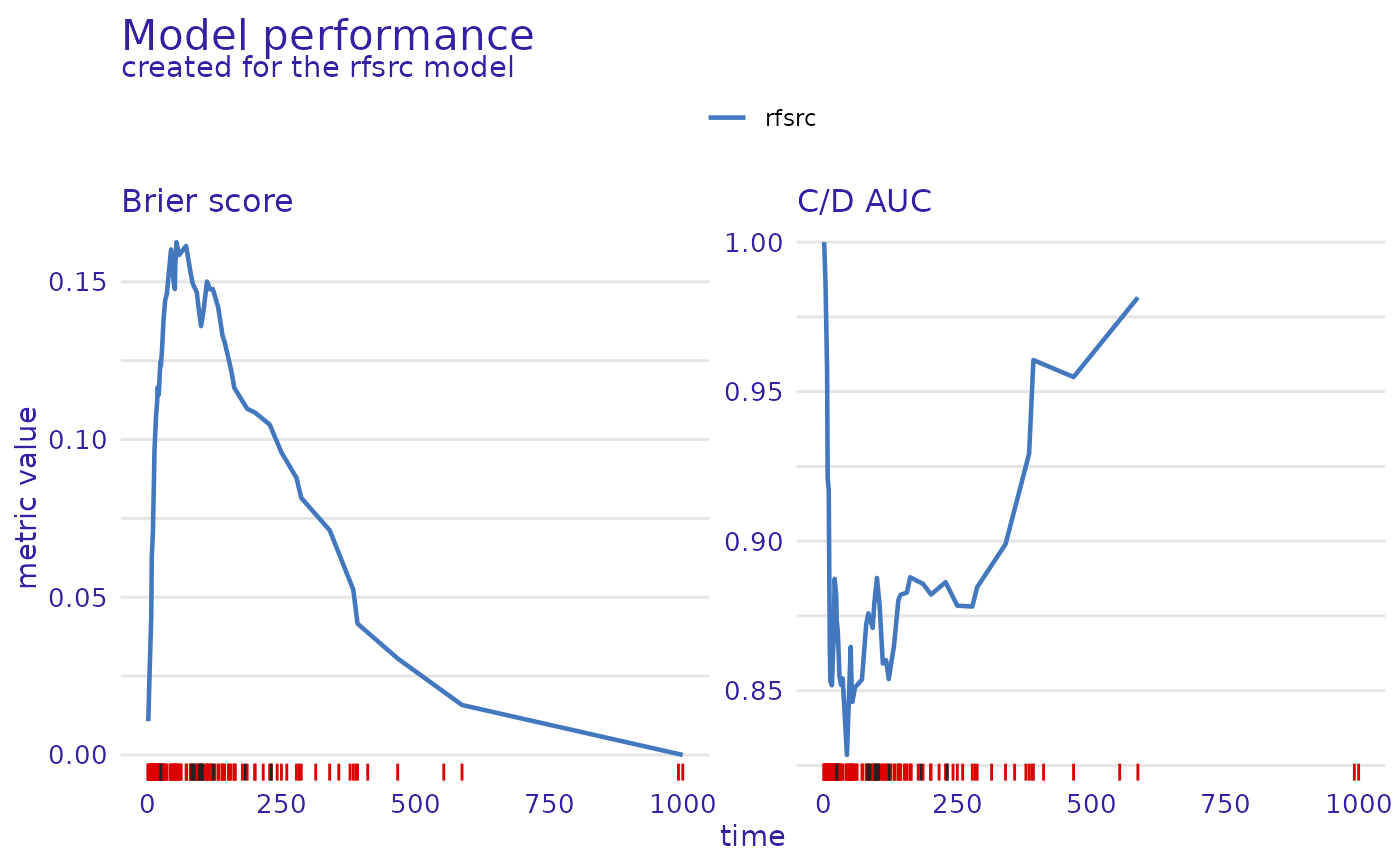 Model performance
created for the rfsrc model
rfsrc
Brier score
C/D AUC
metric value
0.15
0.10
0.05
0.00
1.00
0.95
0.90
0.85
0 250 500 750 1000
0 250 500 750 1000
time